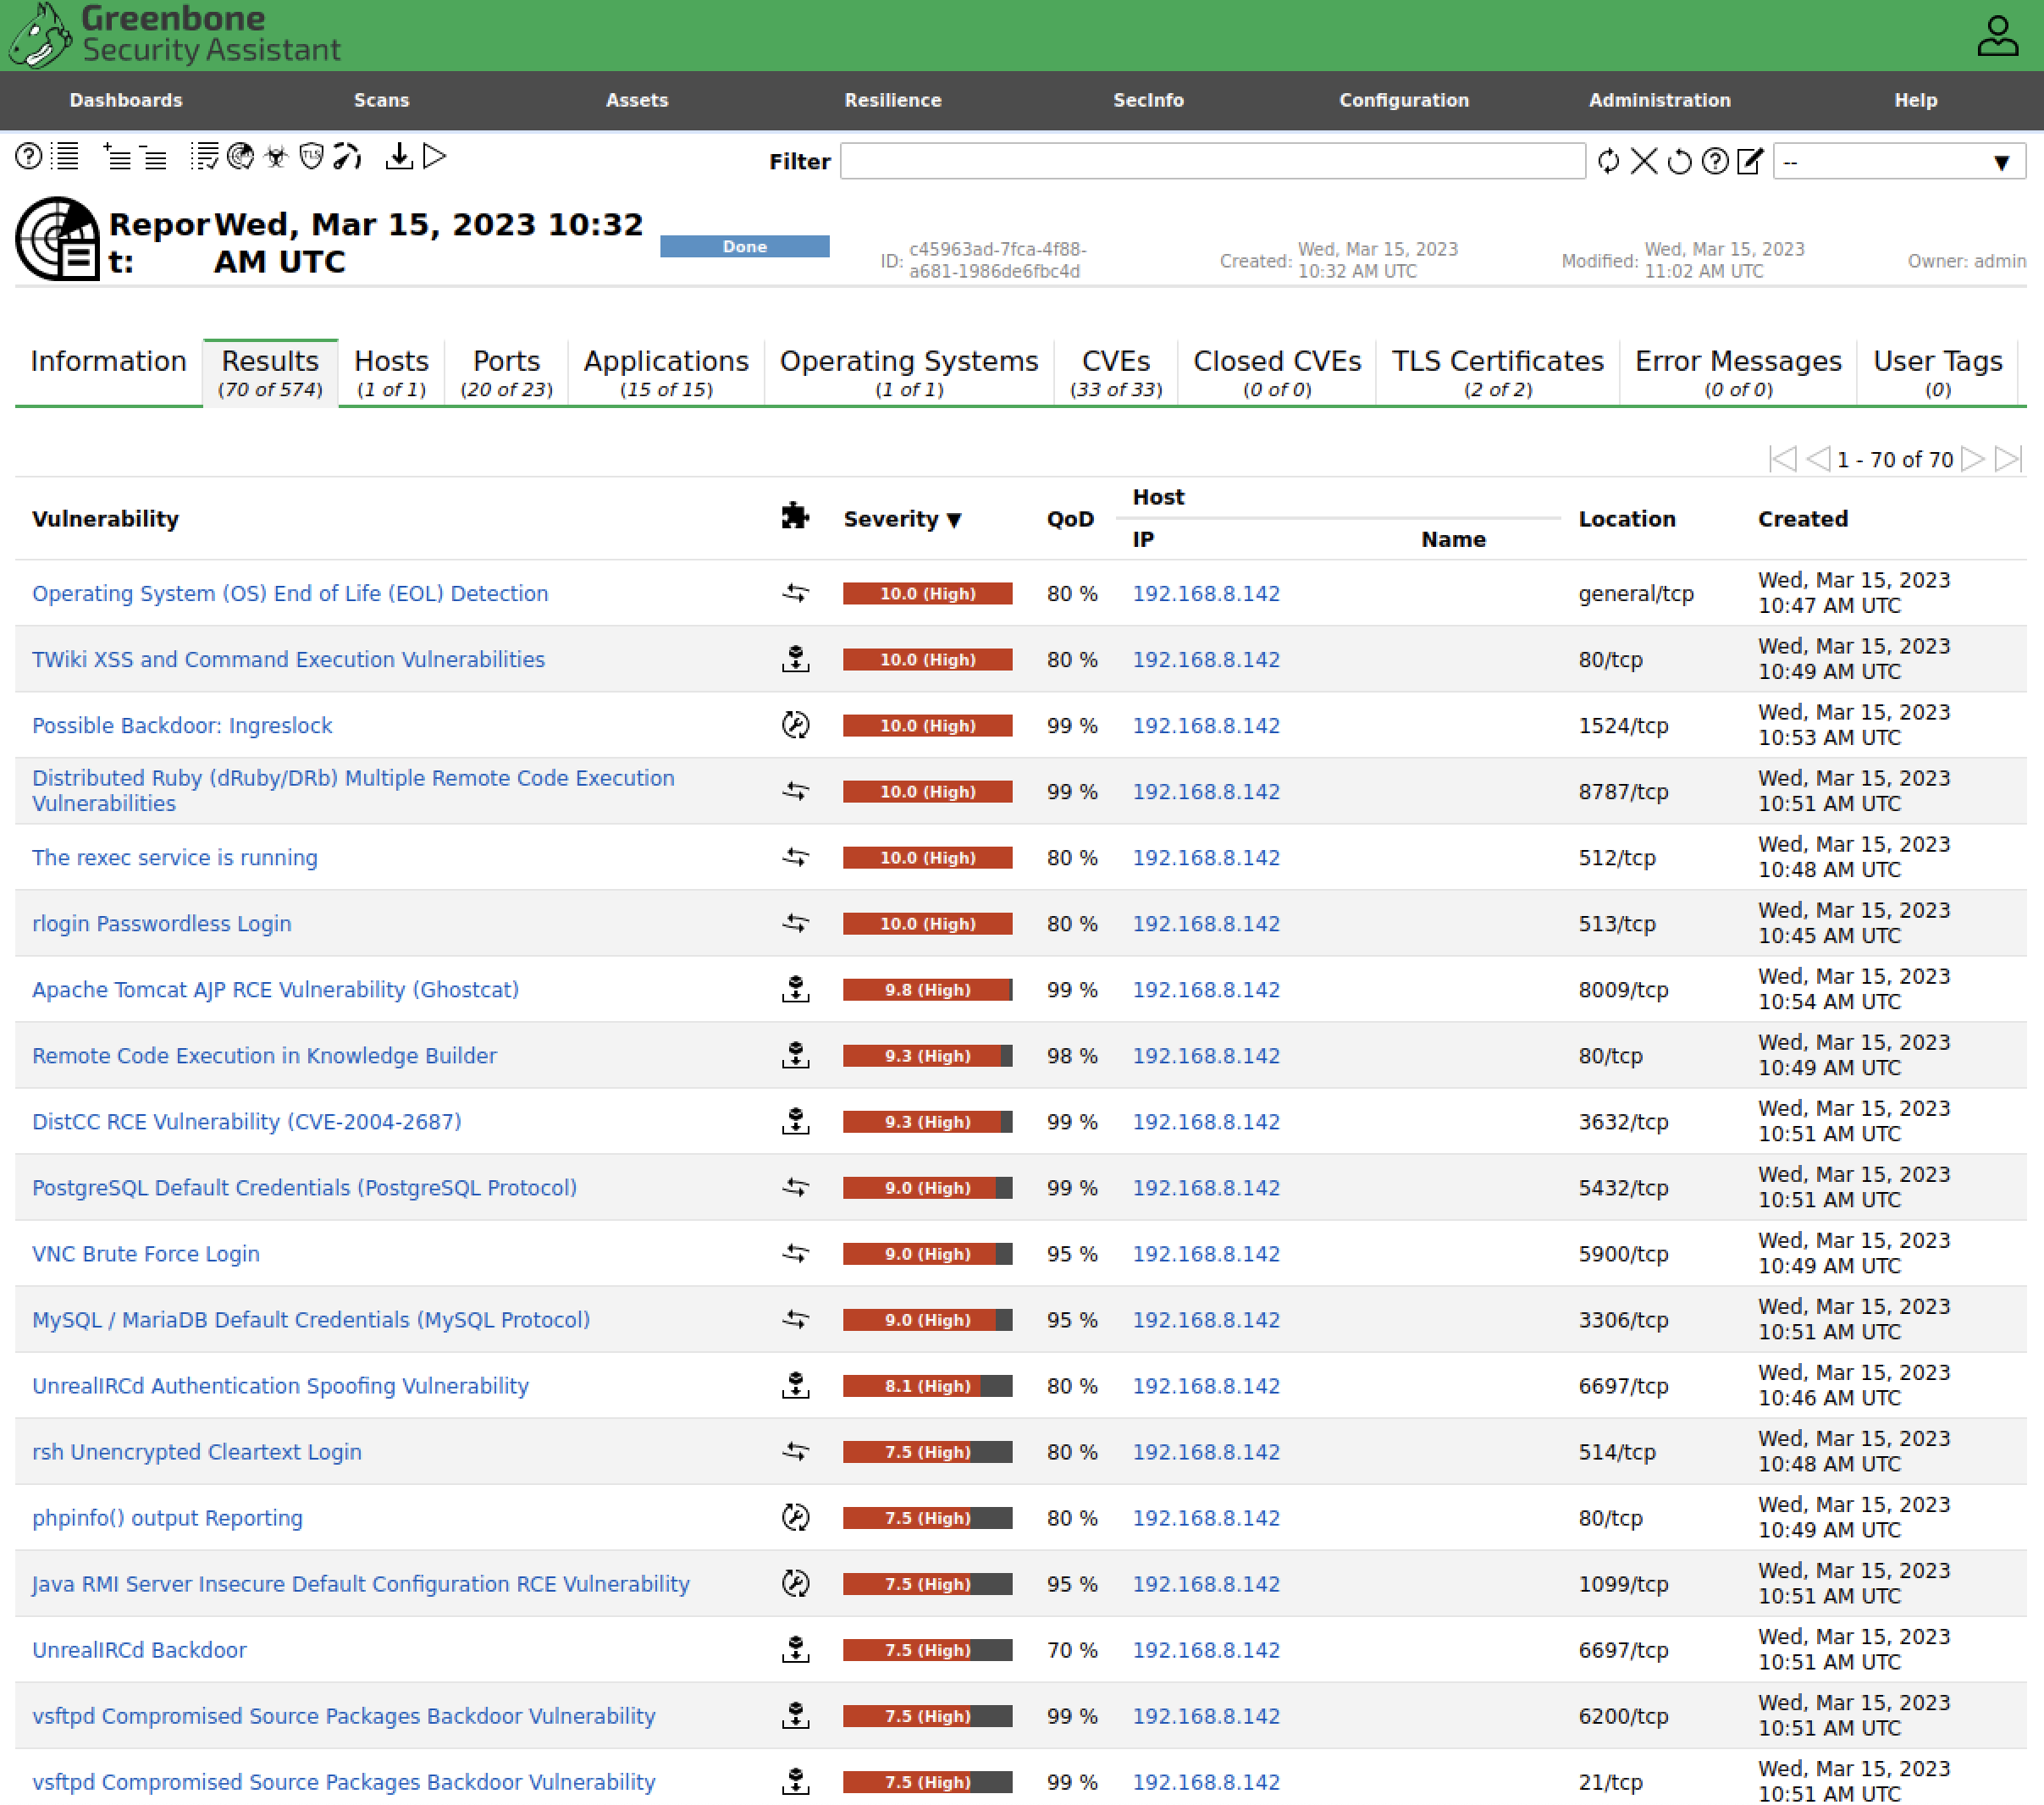 Greenbone
Security Assistant
Dashboards Scans Assets Resilience SecInfo Configuration Administration Help
TLS Filter --
Repor Wed, Mar 15, 2023 10:32
t: AM UTC
Done
ID: c45963ad-7fca-4f88-
a681-1986de6fbc4d
Created: Wed, Mar 15, 2023
10:32 AM UTC
Modified: Wed, Mar 15, 2023
11:02 AM UTC
Owner: admin
Information Results Hosts Ports Applications Operating Systems CVEs Closed CVEs TLS Certificates Error Messages User Tags
(70 of 574) (1 of 1) (20 of 23) (15 of 15) (1 of 1) (33 of 33) (0 of 0) (2 of 2) (0 of 0) (0)
1 - 70 of 70
Vulnerability Severity ▼ QoD Host Location Created
IP Name
Operating System (OS) End of Life (EOL) Detection 10.0 (High) 80 % 192.168.8.142 general/tcp Wed, Mar 15, 2023
10:47 AM UTC
TWiki XSS and Command Execution Vulnerabilities 10.0 (High) 80 % 192.168.8.142 80/tcp Wed, Mar 15, 2023
10:49 AM UTC
Possible Backdoor: Ingreslock 10.0 (High) 99 % 192.168.8.142 1524/tcp Wed, Mar 15, 2023
10:53 AM UTC
Distributed Ruby (dRuby/DRb) Multiple Remote Code Execution
Vulnerabilities 10.0 (High) 99 % 192.168.8.142 8787/tcp Wed, Mar 15, 2023
10:51 AM UTC
The rexec service is running 10.0 (High) 80 % 192.168.8.142 512/tcp Wed, Mar 15, 2023
10:48 AM UTC
rlogin Passwordless Login 10.0 (High) 80 % 192.168.8.142 513/tcp Wed, Mar 15, 2023
10:45 AM UTC
Apache Tomcat AJP RCE Vulnerability (Ghostcat) 9.8 (High) 99 % 192.168.8.142 8009/tcp Wed, Mar 15, 2023
10:54 AM UTC
Remote Code Execution in Knowledge Builder 9.3 (High) 98 % 192.168.8.142 80/tcp Wed, Mar 15, 2023
10:49 AM UTC
DistCC RCE Vulnerability (CVE-2004-2687) 9.3 (High) 99 % 192.168.8.142 3632/tcp Wed, Mar 15, 2023
10:51 AM UTC
PostgreSQL Default Credentials (PostgreSQL Protocol) 9.0 (High) 99 % 192.168.8.142 5432/tcp Wed, Mar 15, 2023
10:51 AM UTC
VNC Brute Force Login 9.0 (High) 95 % 192.168.8.142 5900/tcp Wed, Mar 15, 2023
10:49 AM UTC
MySQL / MariaDB Default Credentials (MySQL Protocol) 9.0 (High) 95 % 192.168.8.142 3306/tcp Wed, Mar 15, 2023
10:51 AM UTC
UnrealIRCd Authentication Spoofing Vulnerability 8.1 (High) 80 % 192.168.8.142 6697/tcp Wed, Mar 15, 2023
10:46 AM UTC
rsh Unencrypted Cleartext Login 7.5 (High) 80 % 192.168.8.142 514/tcp Wed, Mar 15, 2023
10:48 AM UTC
phpinfo() output Reporting 7.5 (High) 80 % 192.168.8.142 80/tcp Wed, Mar 15, 2023
10:49 AM UTC
Java RMI Server Insecure Default Configuration RCE Vulnerability 7.5 (High) 95 % 192.168.8.142 1099/tcp Wed, Mar 15, 2023
10:51 AM UTC
UnrealIRCd Backdoor 7.5 (High) 70 % 192.168.8.142 6697/tcp Wed, Mar 15, 2023
10:51 AM UTC
vsftpd Compromised Source Packages Backdoor Vulnerability 7.5 (High) 99 % 192.168.8.142 6200/tcp Wed, Mar 15, 2023
10:51 AM UTC
vsftpd Compromised Source Packages Backdoor Vulnerability 7.5 (High) 99 % 192.168.8.142 21/tcp Wed, Mar 15, 2023
10:51 AM UTC